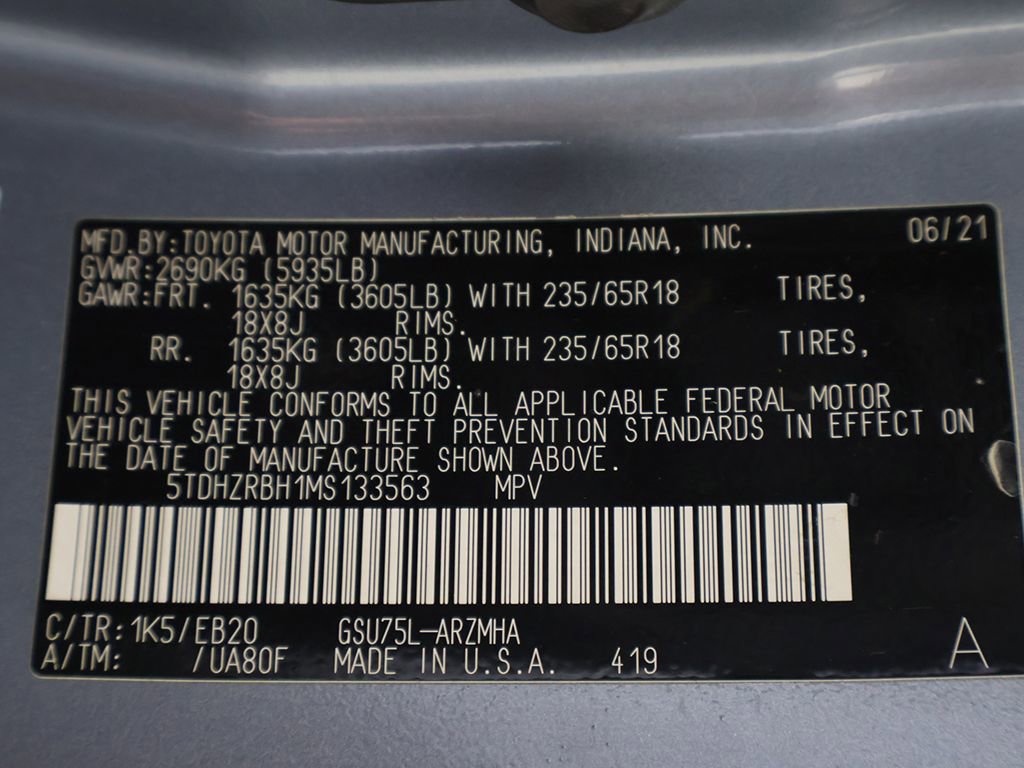 MFD.BY:TOYOTA MOTOR MANUFACTURING, INDIANA, INC. 06/21
GVWR:2690KG (5935LB)
GAWR:FRT. 1635KG (3605LB) WITH 235/65R18 TIRES,
18X8J RIMS.
RR. 1635KG (3605LB) WITH 235/65R18 TIRES,
18X8J RIMS.
THIS VEHICLE CONFORMS TO ALL APPLICABLE FEDERAL MOTOR
VEHICLE SAFETY AND THEFT PREVENTION STANDARDS IN EFFECT ON
THE DATE OF MANUFACTURE SHOWN ABOVE.
5TDHZRBH1MS133563 MPV
C/TR:1K5/EB20 GSU75L-ARZMHA
A/TM: /UA80F MADE IN U.S.A. 419 A